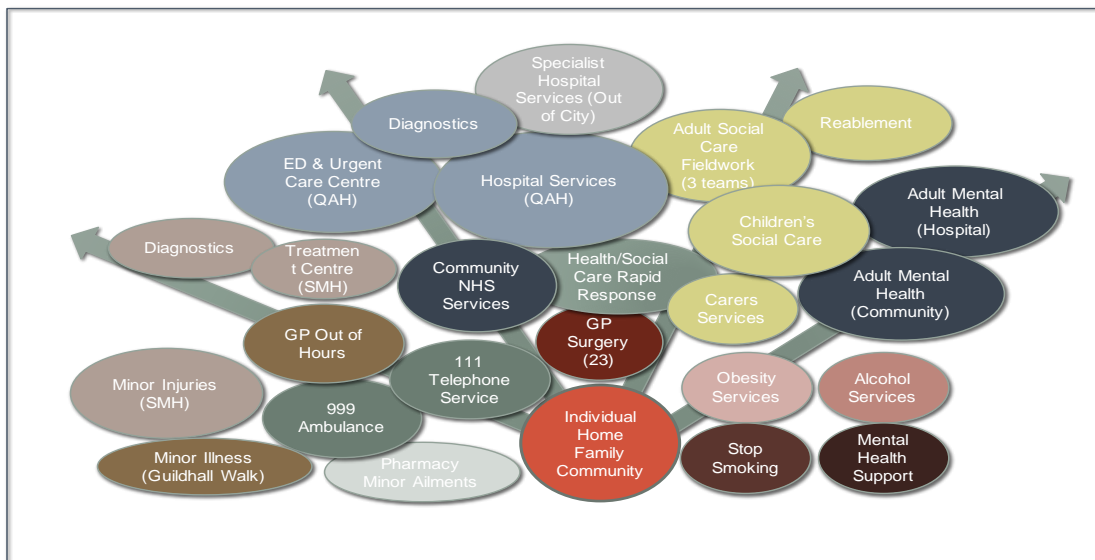 Specialist
Hospital
Services (Out
of City)
Diagnostics
Reablement
Adult Social
Care
Fieldwork
(3 teams)
ED & Urgent
Care Centre
(QAH)
Hospital Services
(QAH)
Adult Mental
Health
(Hospital)
Children's
Social Care
Diagnostics
Treatmen
t Centre
(SMH)
Community
NHS
Services
Health/Social
Care Rapid
Response
Adult Mental
Health
(Community)
Carers
Services
GP Out of
Hours
GP
Surgery
(23)
111
Telephone
Service
Minor Injuries
(SMH)
Obesity
Services
Alcohol
Services
999
Ambulance
Individual
Home
Family
Community
Minor Illness
(Guildhall Walk)
Pharmacy
Minor Ailments
Stop
Smoking
Mental
Health
Support